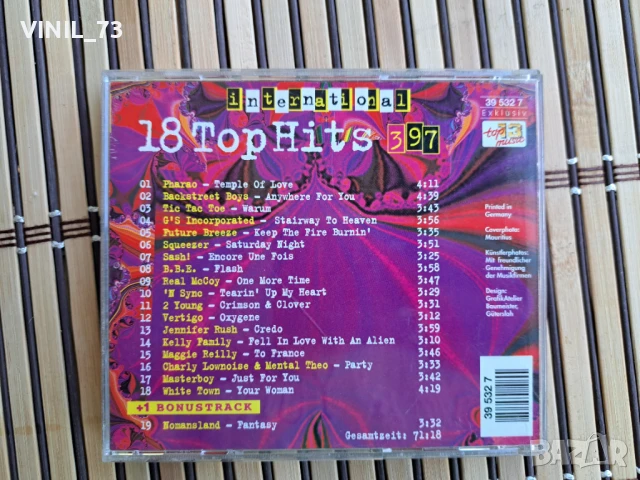 VINIL_73
international
18 Top Hits 397
39 532 7
Exklusiv
top 13 music
01 Pharao – Temple Of Love 4:11
02 Backstreet Boys – Anywhere For You 4:38
03 Tic Tac Toe – Warum 3:43
04 G'S Incorporated – Stairway To Heaven 3:56
05 Future Breeze – Keep The Fire Burnin' 3:35
06 Squeezer – Saturday Night 3:51
07 Sash! – Encore Une Fois 3:25
08 B.B.E. – Flash 3:58
09 Real McCoy – One More Time 3:47
10 'N Sync – Tearin' Up My Heart 3:29
11 2 Young – Crimson & Clover 3:31
12 Vertigo – Oxygene 3:12
13 Jennifer Rush – Credo 3:59
14 Kelly Family – Fell In Love With An Alien 3:10
15 Maggie Reilly – To France 3:46
16 Charly Lownoise & Mental Theo – Party 3:33
17 Masterboy – Just For You 3:42
18 White Town – Your Woman 4:19
+1 BONUSTRACK
19 Nomansland – Fantasy 3:32
Gesamtzeit: 71:18
Printed in
Germany
Coverphoto:
Mauritius
Künstlerphotos:
Mit freundlicher
Genehmigung
der Musikfirmen
Design:
GrafikAtelier
Baumeister,
Gütersloh
39 532 7
BAZAR
bg